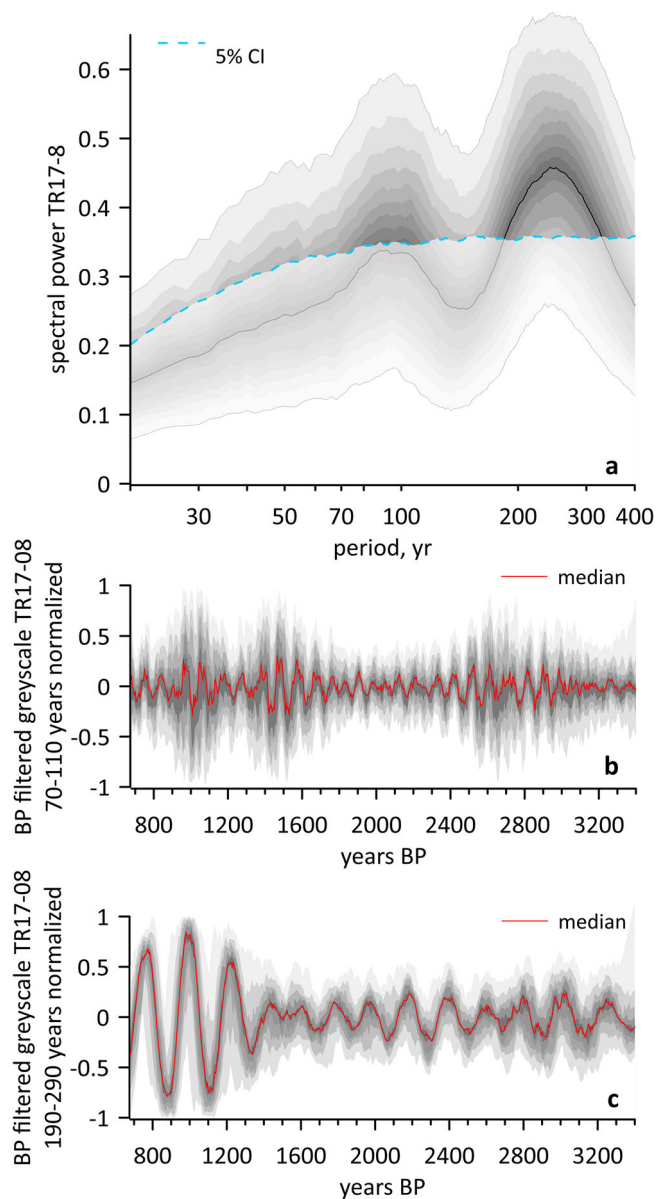 5% CI
spectral power TR17-8
0.6
0.5
0.4
0.3
0.2
0.1
0
a
30 50 70 100 200 300 400
period, yr
BP filtered greyscale TR17-08
70-110 years normalized
1
0.5
0
-0.5
-1
median
b
800 1200 1600 2000 2400 2800 3200
years BP
BP filtered greyscale TR17-08
190-290 years normalized
1
0.5
0
-0.5
-1
median
c
800 1200 1600 2000 2400 2800 3200
years BP